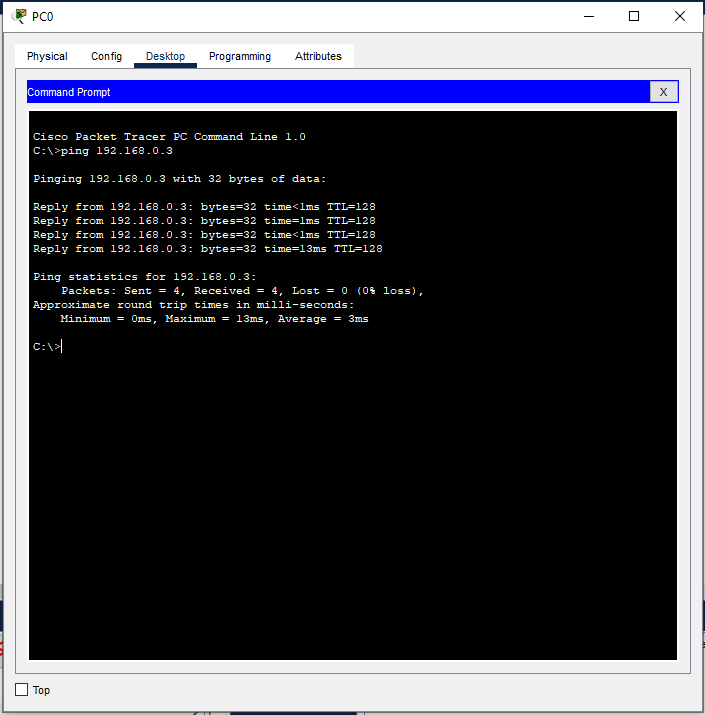 PC0
Physical Config Desktop Programming Attributes
Command Prompt X
Cisco Packet Tracer PC Command Line 1.0
C:\>ping 192.168.0.3
Pinging 192.168.0.3 with 32 bytes of data:
Reply from 192.168.0.3: bytes=32 time<1ms TTL=128
Reply from 192.168.0.3: bytes=32 time=1ms TTL=128
Reply from 192.168.0.3: bytes=32 time<1ms TTL=128
Reply from 192.168.0.3: bytes=32 time=13ms TTL=128
Ping statistics for 192.168.0.3:
    Packets: Sent = 4, Received = 4, Lost = 0 (0% loss),
Approximate round trip times in milli-seconds:
    Minimum = 0ms, Maximum = 13ms, Average = 3ms
C:\>
Top